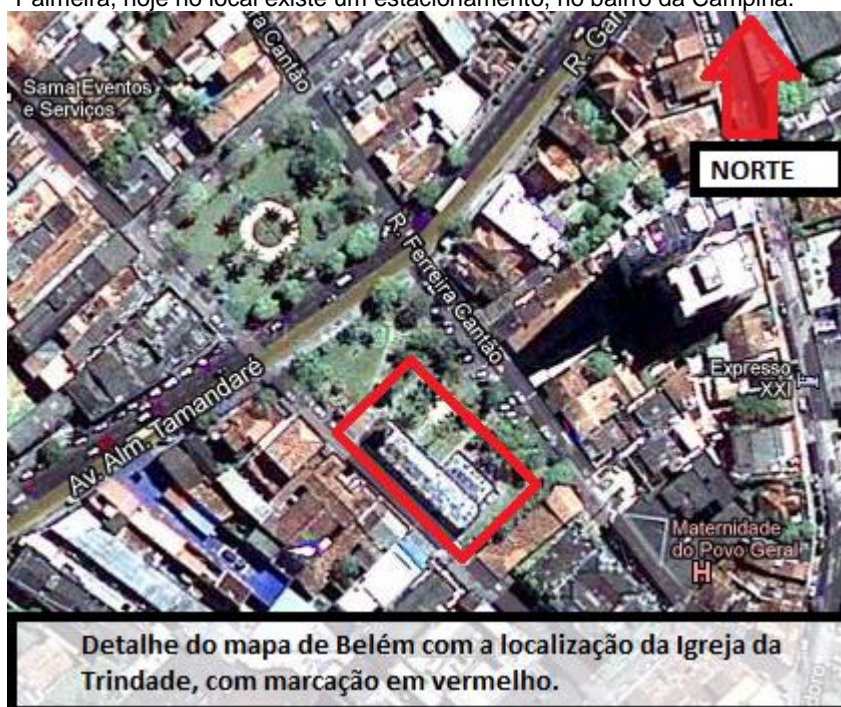 Palmeira, hoje no local existe um estacionamento, no bairro da Campina.
Sama Eventos
e Serviços
Cantão
NORTE
R. Ferreira Cantão
Av. Alm. Tamandaré
Expresso
XXI
Maternidade
do Povo Geral
H
Detalhe do mapa de Belém com a localização da Igreja da
Trindade, com marcação em vermelho.